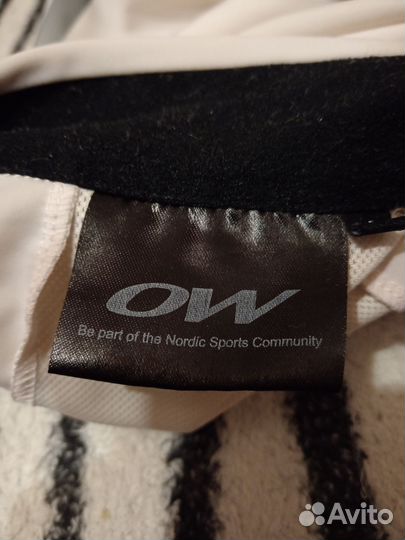 OW
Be part of the Nordic Sports Community
Avito